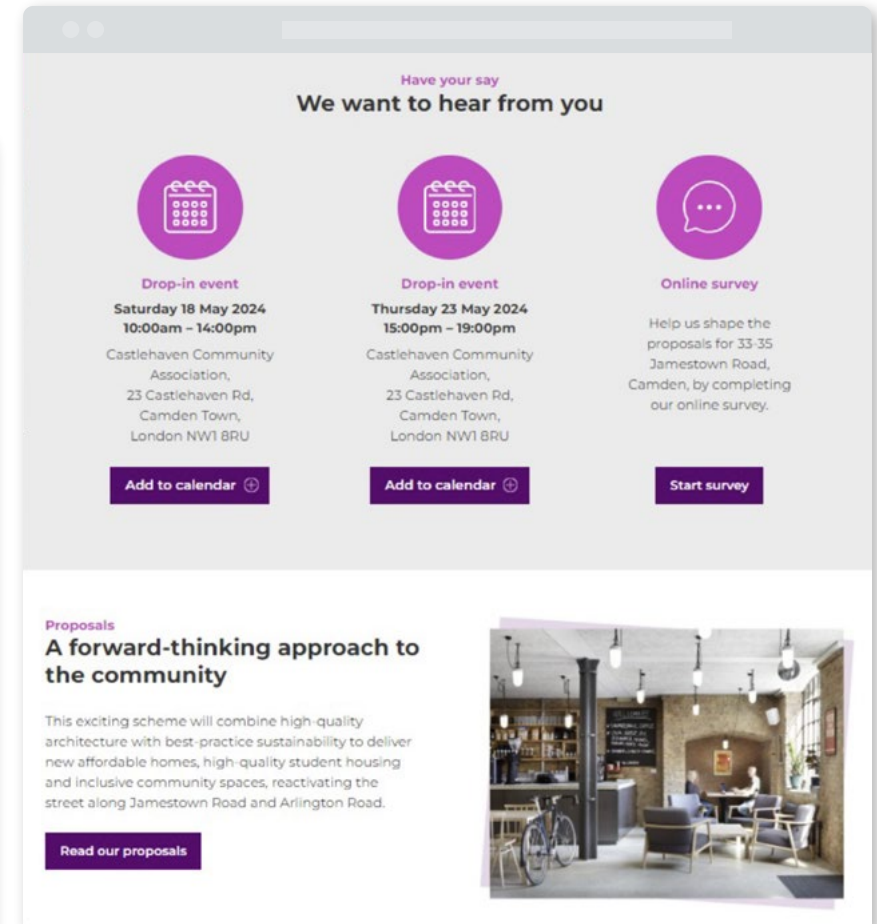 Have your say
We want to hear from you
Drop-in event
Saturday 18 May 2024
10:00am – 14:00pm
Castlehaven Community
Association,
23 Castlehaven Rd,
Camden Town,
London NW1 8RU
Add to calendar
Drop-in event
Thursday 23 May 2024
15:00pm – 19:00pm
Castlehaven Community
Association,
23 Castlehaven Rd,
Camden Town,
London NW1 8RU
Add to calendar
Online survey
Help us shape the
proposals for 33-35
Jamestown Road,
Camden, by completing
our online survey.
Start survey
Proposals
A forward-thinking approach to
the community
This exciting scheme will combine high-quality
architecture with best-practice sustainability to deliver
new affordable homes, high-quality student housing
and inclusive community spaces, reactivating the
street along Jamestown Road and Arlington Road.
Read our proposals